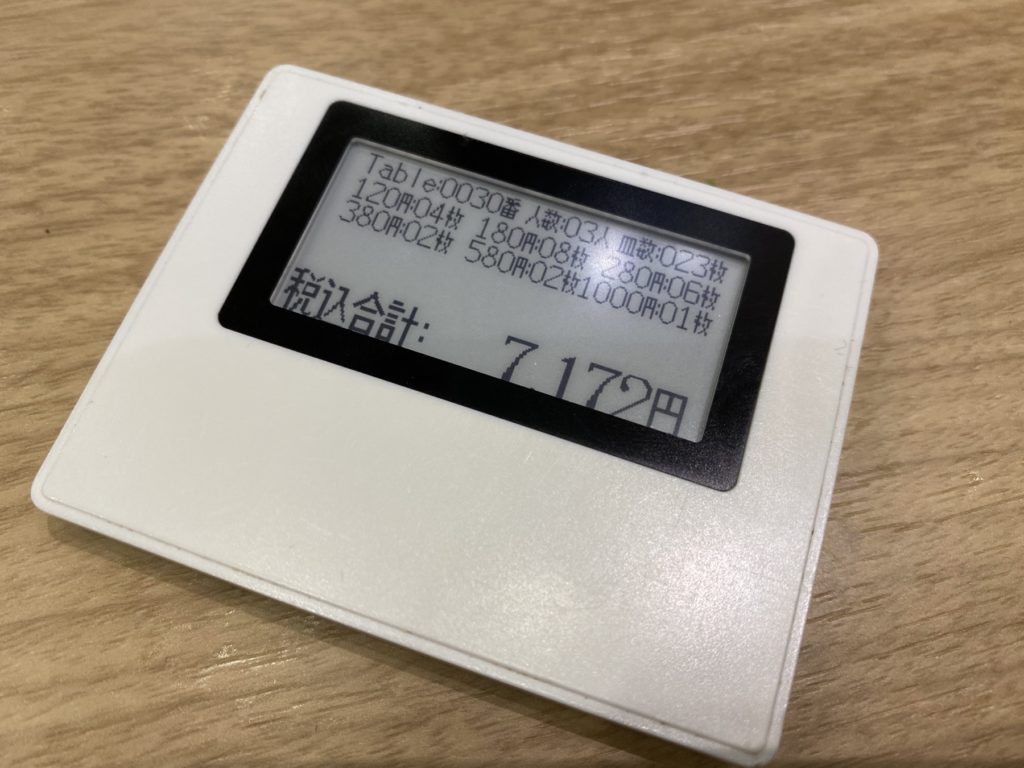 Table:0030番 人数:03人 皿数:023枚
120円:04枚 180円:08枚 280円:06枚
380円:02枚 580円:02枚1000円:01枚
税込合計: 7,172円